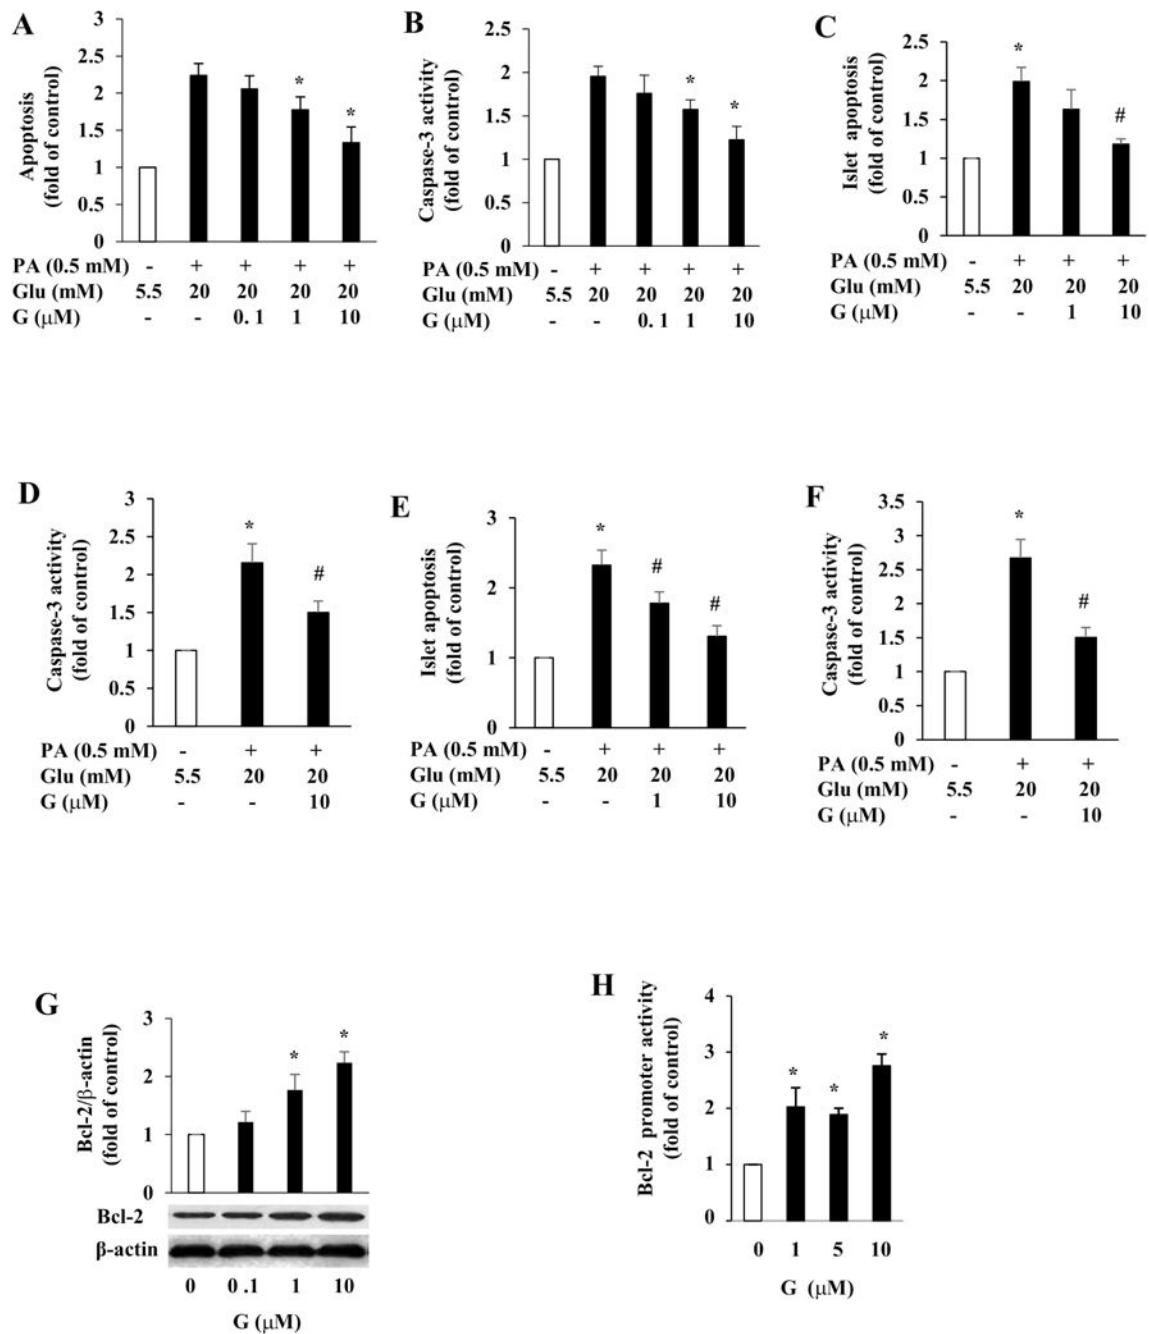 A
Apoptosis
(fold of control)
3
2.5
2
1.5
1
0.5
0
*
*
PA (0.5 mM) - + + + +
Glu (mM) 5.5 20 20 20 20
G (μM) - - 0. 1 1 10
B
Caspase-3 activity
(fold of control)
2.5
2
1.5
1
0.5
0
*
*
PA (0.5 mM) - + + + +
Glu (mM) 5.5 20 20 20 20
G (μM) - - 0. 1 1 10
C
Islet apoptosis
(fold of control)
2.5
2
1.5
1
0.5
0
*
#
PA (0.5 mM) - + + +
Glu (mM) 5.5 20 20 20
G (μM) - - 1 10
D
Caspase-3 activity
(fold of control)
3
2.5
2
1.5
1
0.5
0
*
#
PA (0.5 mM) - + +
Glu (mM) 5.5 20 20
G (μM) - - 10
E
Islet apoptosis
(fold of control)
3
2
1
0
*
#
#
PA (0.5 mM) - + + +
Glu (mM) 5.5 20 20 20
G (μM) - - 1 10
F
Caspase-3 activity
(fold of control)
3.5
3
2.5
2
1.5
1
0.5
0
*
#
PA (0.5 mM) - + +
Glu (mM) 5.5 20 20
G (μM) - - 10
G
Bcl-2/β-actin
(fold of control)
3
2
1
0
*
*
Bcl-2
β-actin
0 0 .1 1 10
G (μM)
H
Bcl-2 promoter activity
(fold of control)
4
3
2
1
0
*
*
*
0 1 5 10
G (μM)